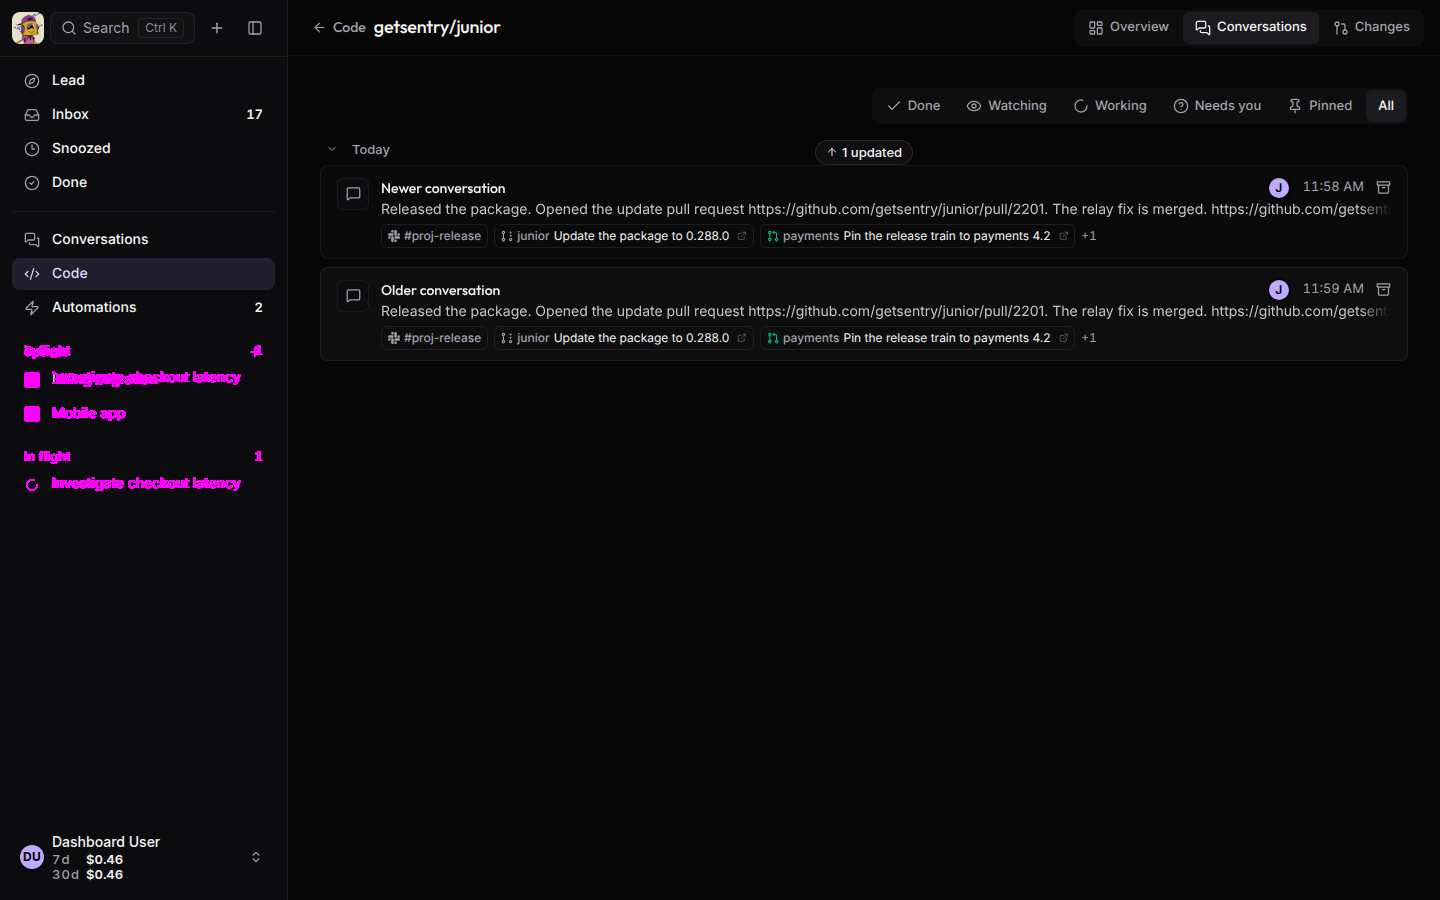 Search Ctrl K
Lead
Inbox 17
Snoozed
Done
Conversations
Code
Automations 2
checkout latency
Mobile app
In flight 1
Investigate checkout latency
Dashboard User
DU
7d $0.46
30d $0.46
Code getsentry/junior
Overview Conversations Changes
Done Watching Working Needs you Pinned All
Today
1 updated
Newer conversation J 11:58 AM
Released the package. Opened the update pull request https://github.com/getsentry/junior/pull/2201. The relay fix is merged. https://github.com/getsent
#proj-release junior Update the package to 0.288.0 payments Pin the release train to payments 4.2 +1
Older conversation J 11:59 AM
Released the package. Opened the update pull request https://github.com/getsentry/junior/pull/2201. The relay fix is merged. https://github.com/getsent
#proj-release junior Update the package to 0.288.0 payments Pin the release train to payments 4.2 +1